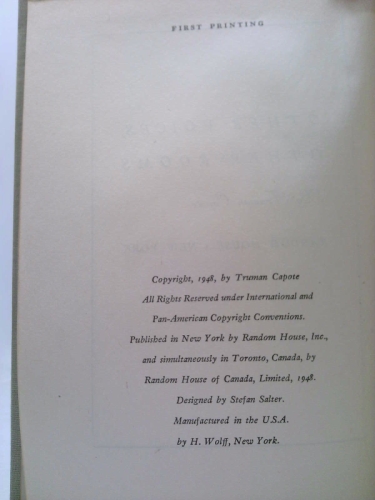 FIRST PRINTING
Copyright, 1948, by Truman Capote
All Rights Reserved under International and
Pan-American Copyright Conventions.
Published in New York by Random House, Inc.,
and simultaneously in Toronto, Canada, by
Random House of Canada, Limited, 1948.
Designed by Stefan Salter.
Manufactured in the U.S.A.
by H. Wolff, New York.